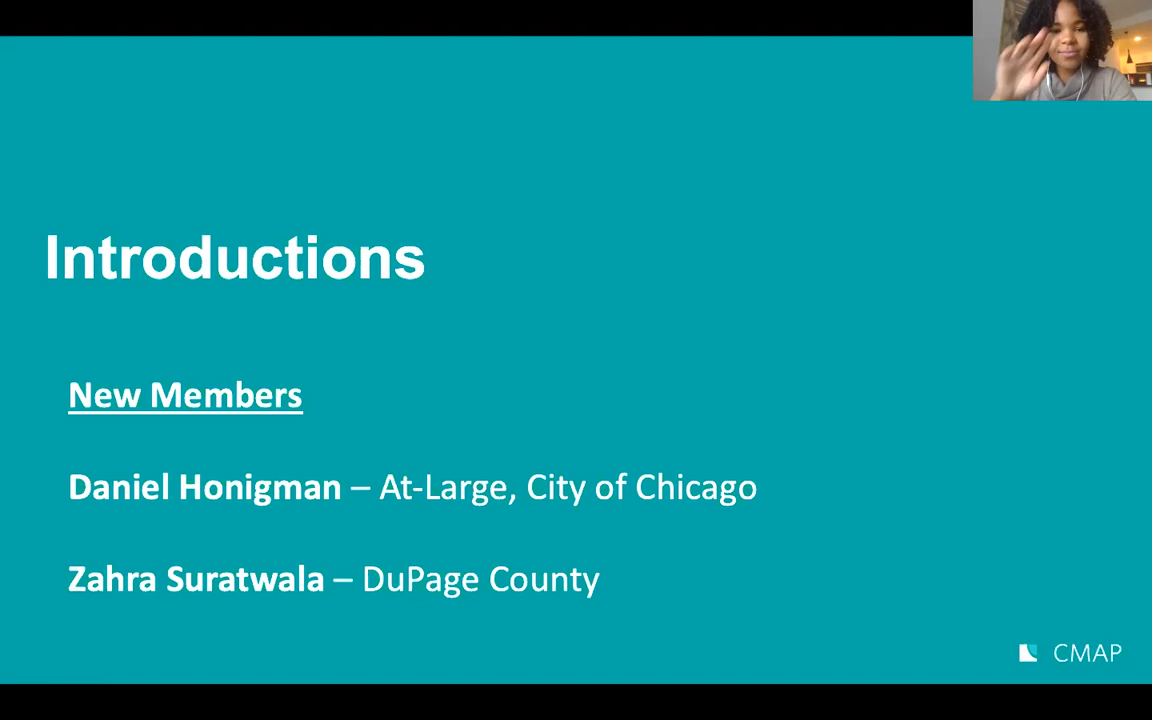 Introductions
New Members
Daniel Honigman – At-Large, City of Chicago
Zahra Suratwala – DuPage County
CMAP